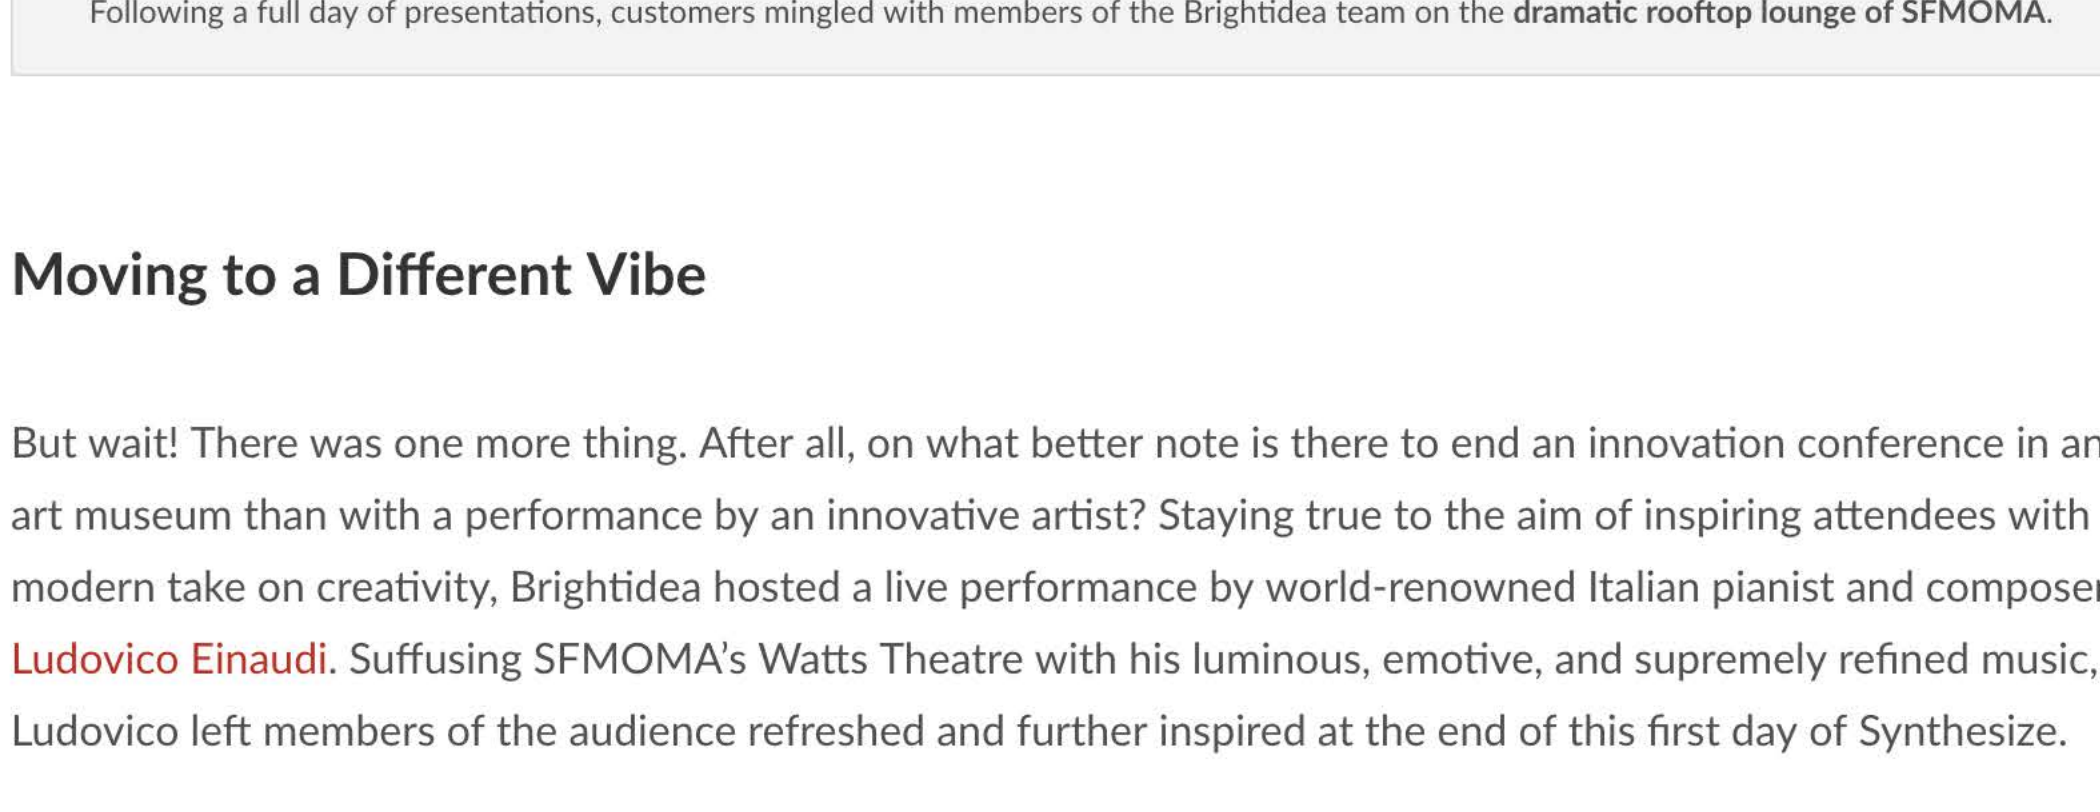 Following a full day of presentations, customers mingled with members of the Brightidea team on the dramatic rooftop lounge of SFMOMA.
Moving to a Different Vibe
But wait! There was one more thing. After all, on what better note is there to end an innovation conference in an
art museum than with a performance by an innovative artist? Staying true to the aim of inspiring attendees with
modern take on creativity, Brightidea hosted a live performance by world-renowned Italian pianist and composer
Ludovico Einaudi. Suffusing SFMOMA’s Watts Theatre with his luminous, emotive, and supremely refined music,
Ludovico left members of the audience refreshed and further inspired at the end of this first day of Synthesize.